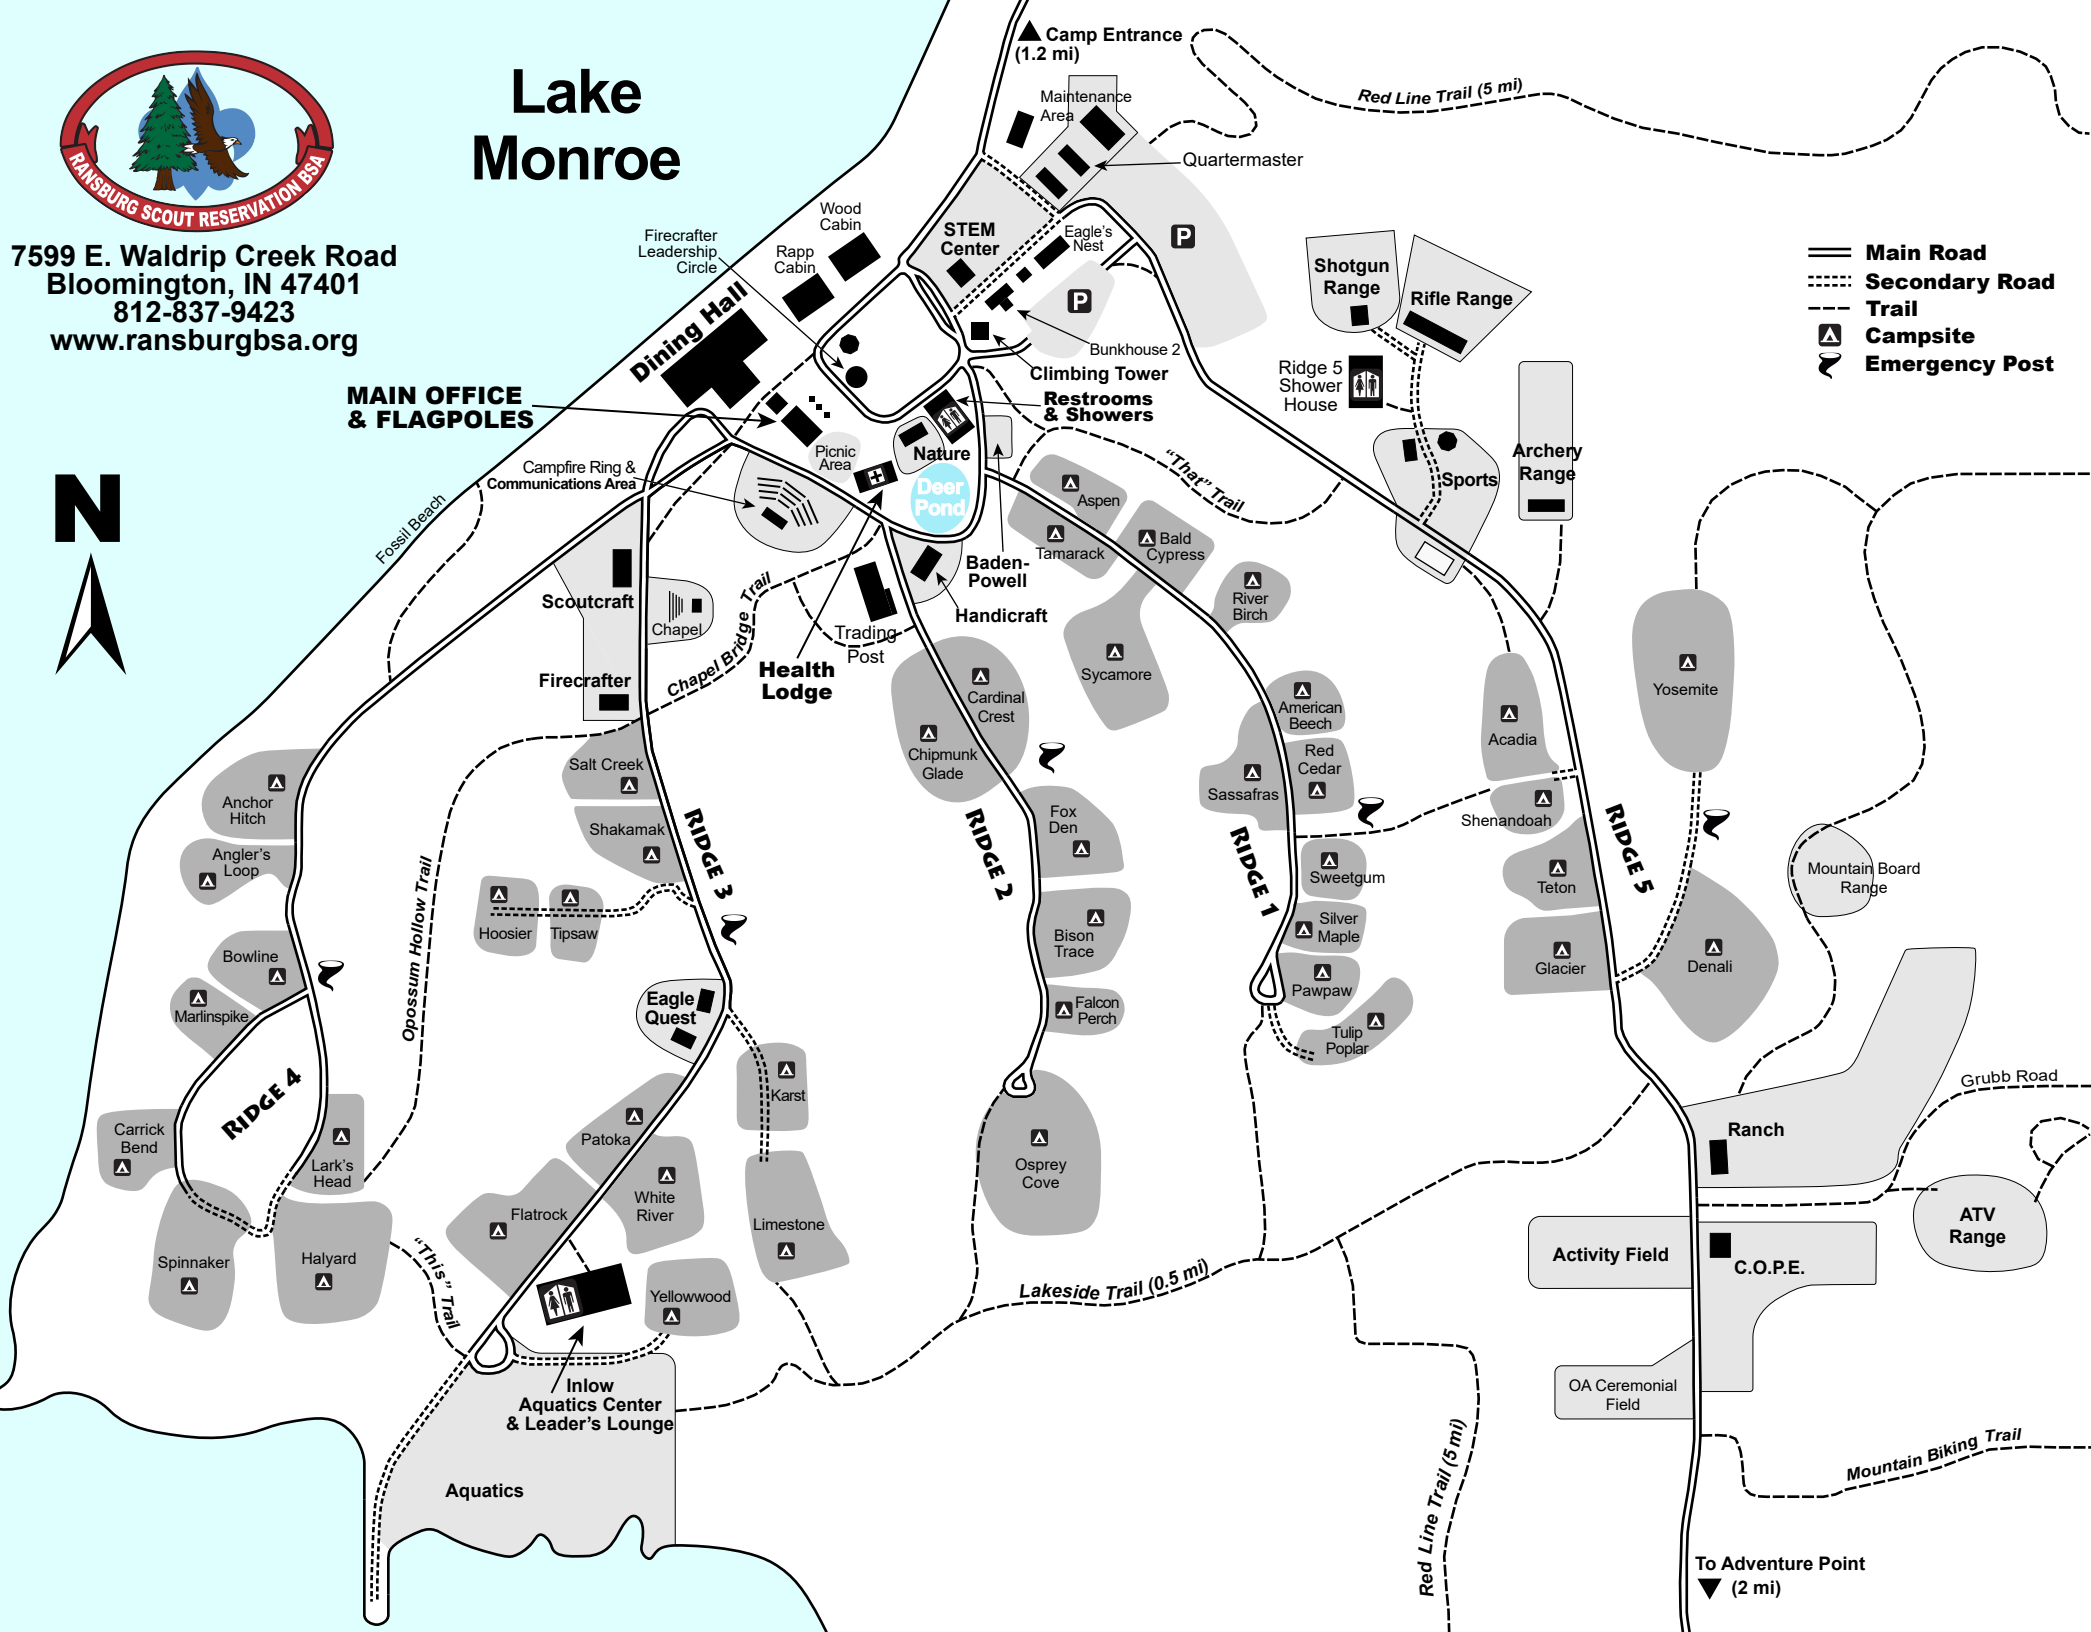 RANSBURG SCOUT RESERVATION BSA
7599 E. Waldrip Creek Road
Bloomington, IN 47401
812-837-9423
www.ransburgbsa.org
Lake
Monroe
Camp Entrance
(1.2 mi)
Maintenance
Area
Quartermaster
Red Line Trail (5 mi)
Main Road
Secondary Road
Trail
Campsite
Emergency Post
Wood
Cabin
Rapp
Cabin
Firecrafter
Leadership
Circle
STEM
Center
Eagle's
Nest
P
P
Bunkhouse 2
Climbing Tower
Restrooms
& Showers
Dining Hall
MAIN OFFICE
& FLAGPOLES
Shotgun
Range
Rifle Range
Ridge 5
Shower
House
Archery
Range
Sports
Picnic
Area
Nature
Deer
Pond
Campfire Ring &
Communications Area
Fossil Beach
N
"That" Trail
Aspen
Tamarack
Bald
Cypress
River
Birch
Sycamore
Baden-
Powell
Handicraft
Scoutcraft
Chapel
Firecrafter
Chapel Bridge Trail
Trading
Post
Health
Lodge
Cardinal
Crest
Chipmunk
Glade
American
Beech
Red
Cedar
Sassafras
Acadia
Shenandoah
Yosemite
Anchor
Hitch
Angler's
Loop
Salt Creek
Shakamak
Hoosier
Tipsaw
RIDGE 3
RIDGE 2
RIDGE 1
RIDGE 5
Fox
Den
Bison
Trace
Falcon
Perch
Sweetgum
Silver
Maple
Pawpaw
Tulip
Poplar
Teton
Glacier
Denali
Mountain Board
Range
Opossum Hollow Trail
Bowline
Marlinspike
RIDGE 4
Eagle
Quest
Karst
Carrick
Bend
Lark's
Head
Patoka
White
River
Flatrock
Limestone
Osprey
Cove
Spinnaker
Halyard
"This" Trail
Yellowwood
Lakeside Trail (0.5 mi)
Grubb Road
Ranch
ATV
Range
Activity Field
C.O.P.E.
OA Ceremonial
Field
Inlow
Aquatics Center
& Leader's Lounge
Aquatics
Red Line Trail (5 mi)
Mountain Biking Trail
To Adventure Point
(2 mi)